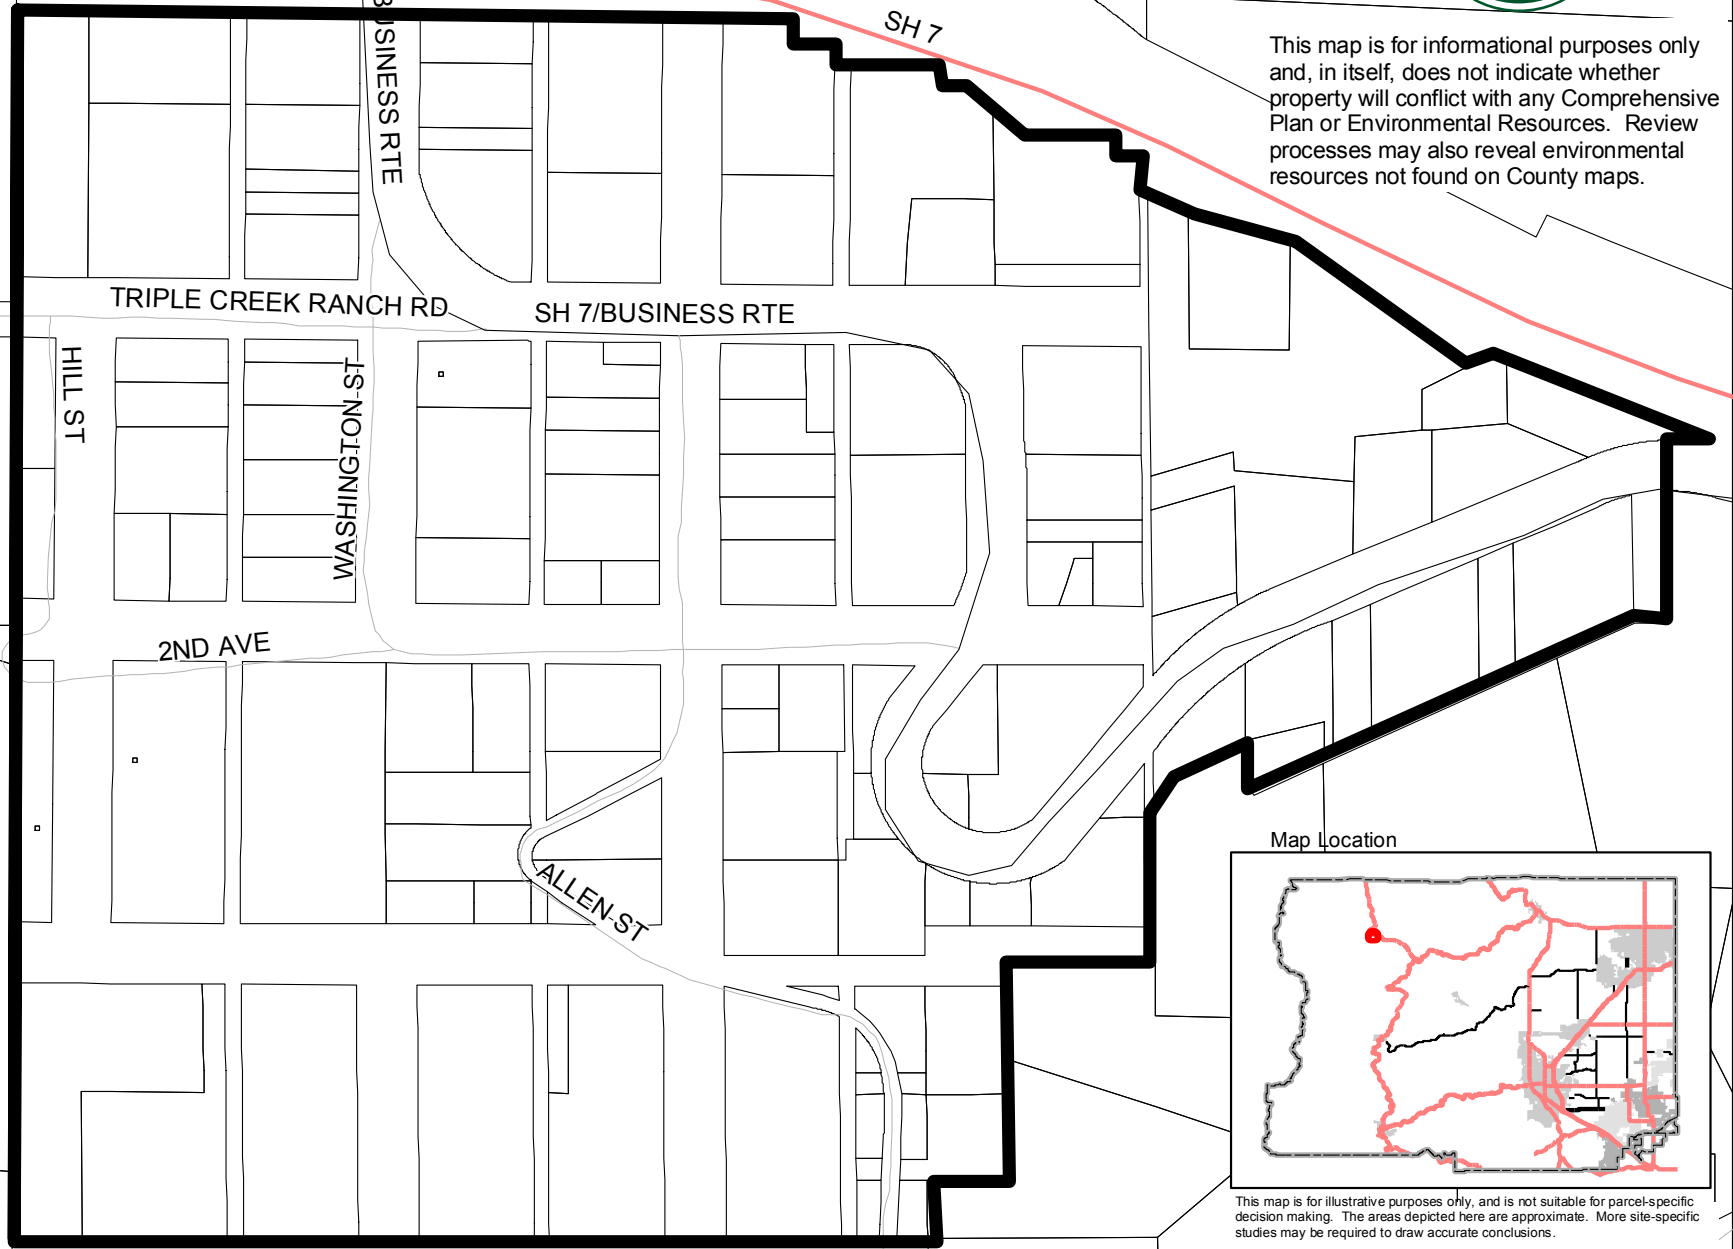 SH 7
BUSINESS RTE
This map is for informational purposes only
and, in itself, does not indicate whether
property will conflict with any Comprehensive
Plan or Environmental Resources.  Review
processes may also reveal environmental
resources not found on County maps.
TRIPLE CREEK RANCH RD
SH 7/BUSINESS RTE
HILL ST
WASHINGTON ST
2ND AVE
ALLEN ST
Map Location
This map is for illustrative purposes only, and is not suitable for parcel-specific
decision making.  The areas depicted here are approximate.  More site-specific
studies may be required to draw accurate conclusions.